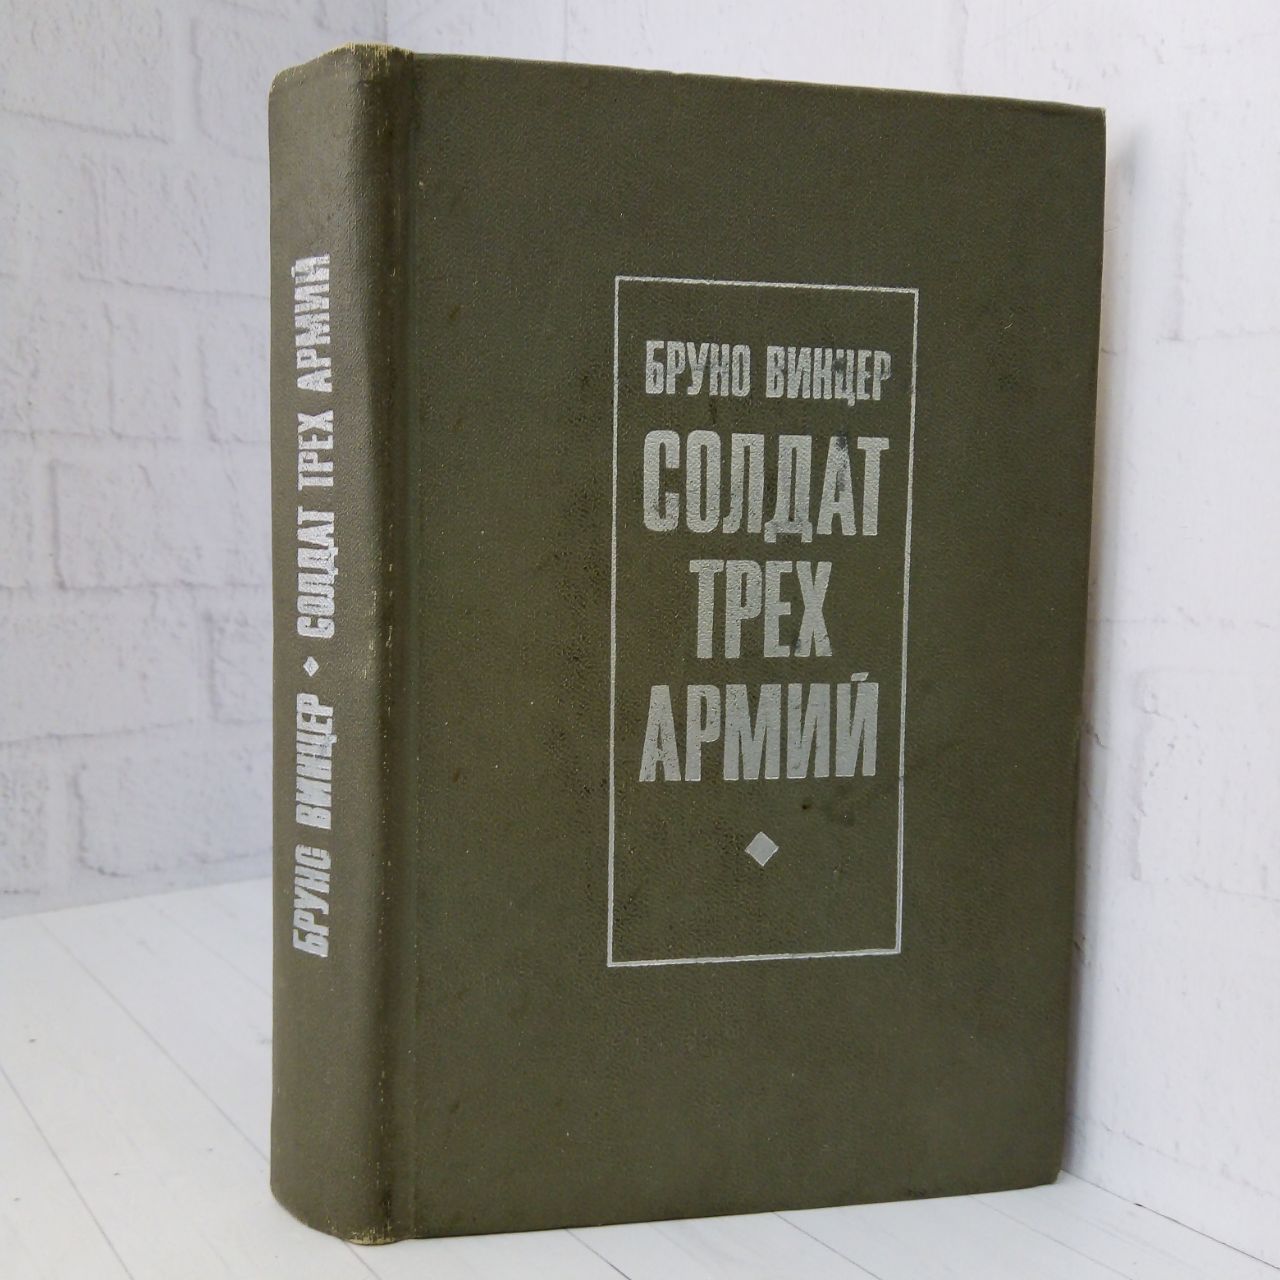 БРУНО ВИНЦЕР ◆ СОЛДАТ ТРЕХ АРМИЙ
БРУНО ВИНЦЕР
СОЛДАТ
ТРЕХ
АРМИЙ